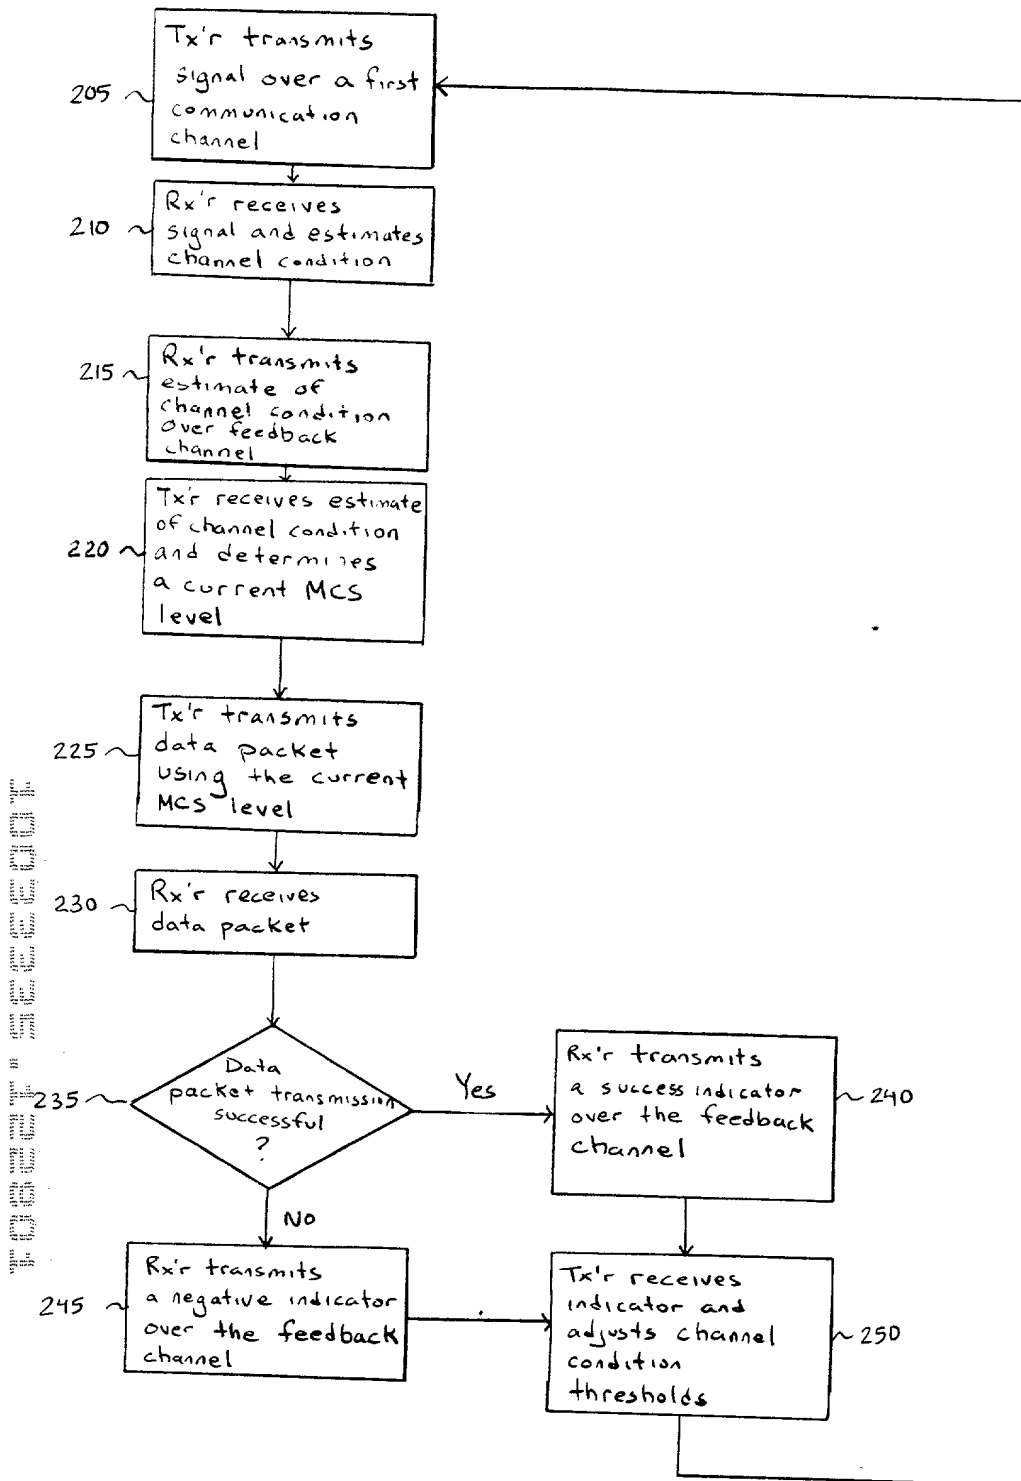 Tx'r transmits
signal over a first
communication
channel
205
Rx'r receives
signal and estimates
channel condition
210
Rx'r transmits
estimate of
channel condition
over feedback
channel
215
Tx'r receives estimate
of channel condition
and determines
a current MCS
level
220
Tx'r transmits
data packet
using the current
MCS level
225
Rx'r receives
data packet
230
Data
packet transmission
successful
?
235
Yes
Rx'r transmits
a success indicator
over the feedback
channel
240
No
Rx'r transmits
a negative indicator
over the feedback
channel
245
Tx'r receives
indicator and
adjusts channel
condition
thresholds
250